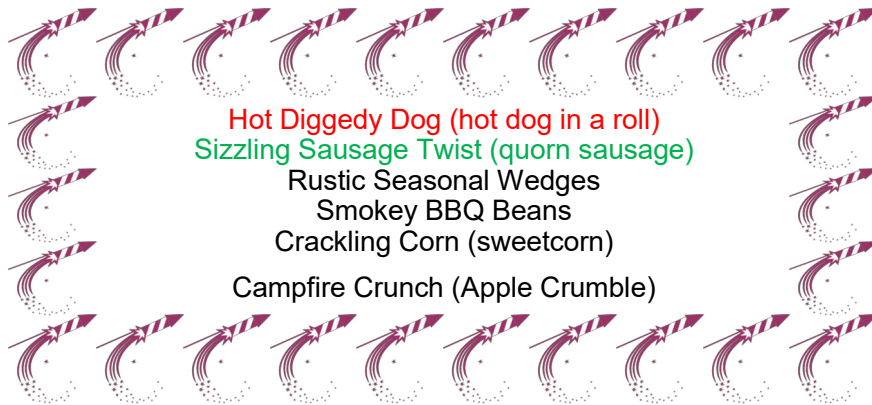 Hot Diggedy Dog (hot dog in a roll)
Sizzling Sausage Twist (quorn sausage)
Rustic Seasonal Wedges
Smokey BBQ Beans
Crackling Corn (sweetcorn)
Campfire Crunch (Apple Crumble)